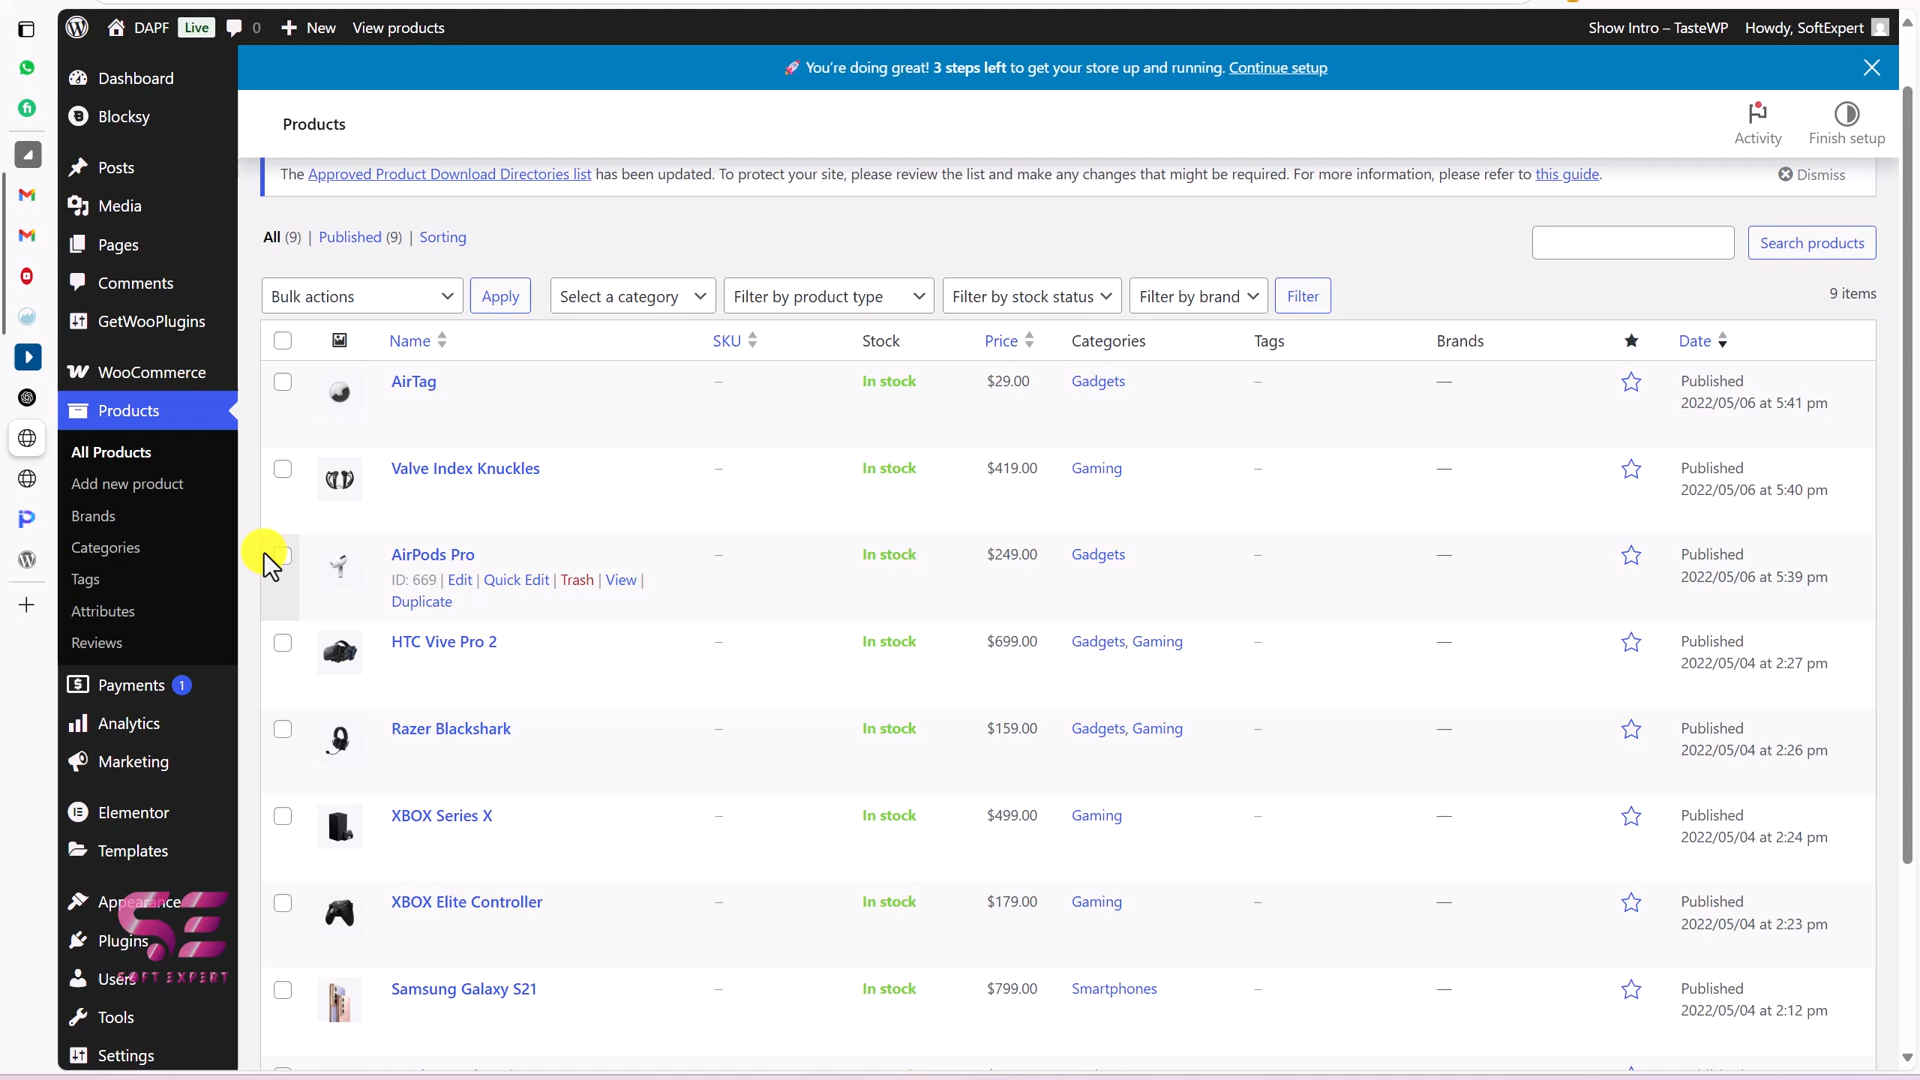 DAPF Live 0 New View products Show Intro – TasteWP Howdy, SoftExpert
🚀 You're doing great! 3 steps left to get your store up and running. Continue setup
Products
Activity
Finish setup
The Approved Product Download Directories list has been updated. To protect your site, please review the list and make any changes that might be required. For more information, please refer to this guide. Dismiss
All (9) | Published (9) | Sorting
Search products
Bulk actions Apply Select a category Filter by product type Filter by stock status Filter by brand Filter 9 items
Name SKU Stock Price Categories Tags Brands Date
AirTag – In stock $29.00 Gadgets – — Published
2022/05/06 at 5:41 pm
Valve Index Knuckles – In stock $419.00 Gaming – — Published
2022/05/06 at 5:40 pm
AirPods Pro – In stock $249.00 Gadgets – — Published
ID: 669 | Edit | Quick Edit | Trash | View | 2022/05/06 at 5:39 pm
Duplicate
HTC Vive Pro 2 – In stock $699.00 Gadgets, Gaming – — Published
2022/05/04 at 2:27 pm
Razer Blackshark – In stock $159.00 Gadgets, Gaming – — Published
2022/05/04 at 2:26 pm
XBOX Series X – In stock $499.00 Gaming – — Published
2022/05/04 at 2:24 pm
XBOX Elite Controller – In stock $179.00 Gaming – — Published
2022/05/04 at 2:23 pm
Samsung Galaxy S21 – In stock $799.00 Smartphones – — Published
2022/05/04 at 2:12 pm
Dashboard
Blocksy
Posts
Media
Pages
Comments
GetWooPlugins
WooCommerce
Products
All Products
Add new product
Brands
Categories
Tags
Attributes
Reviews
Payments 1
Analytics
Marketing
Elementor
Templates
Appearance
Plugins
Users
SOFT EXPERT
Tools
Settings